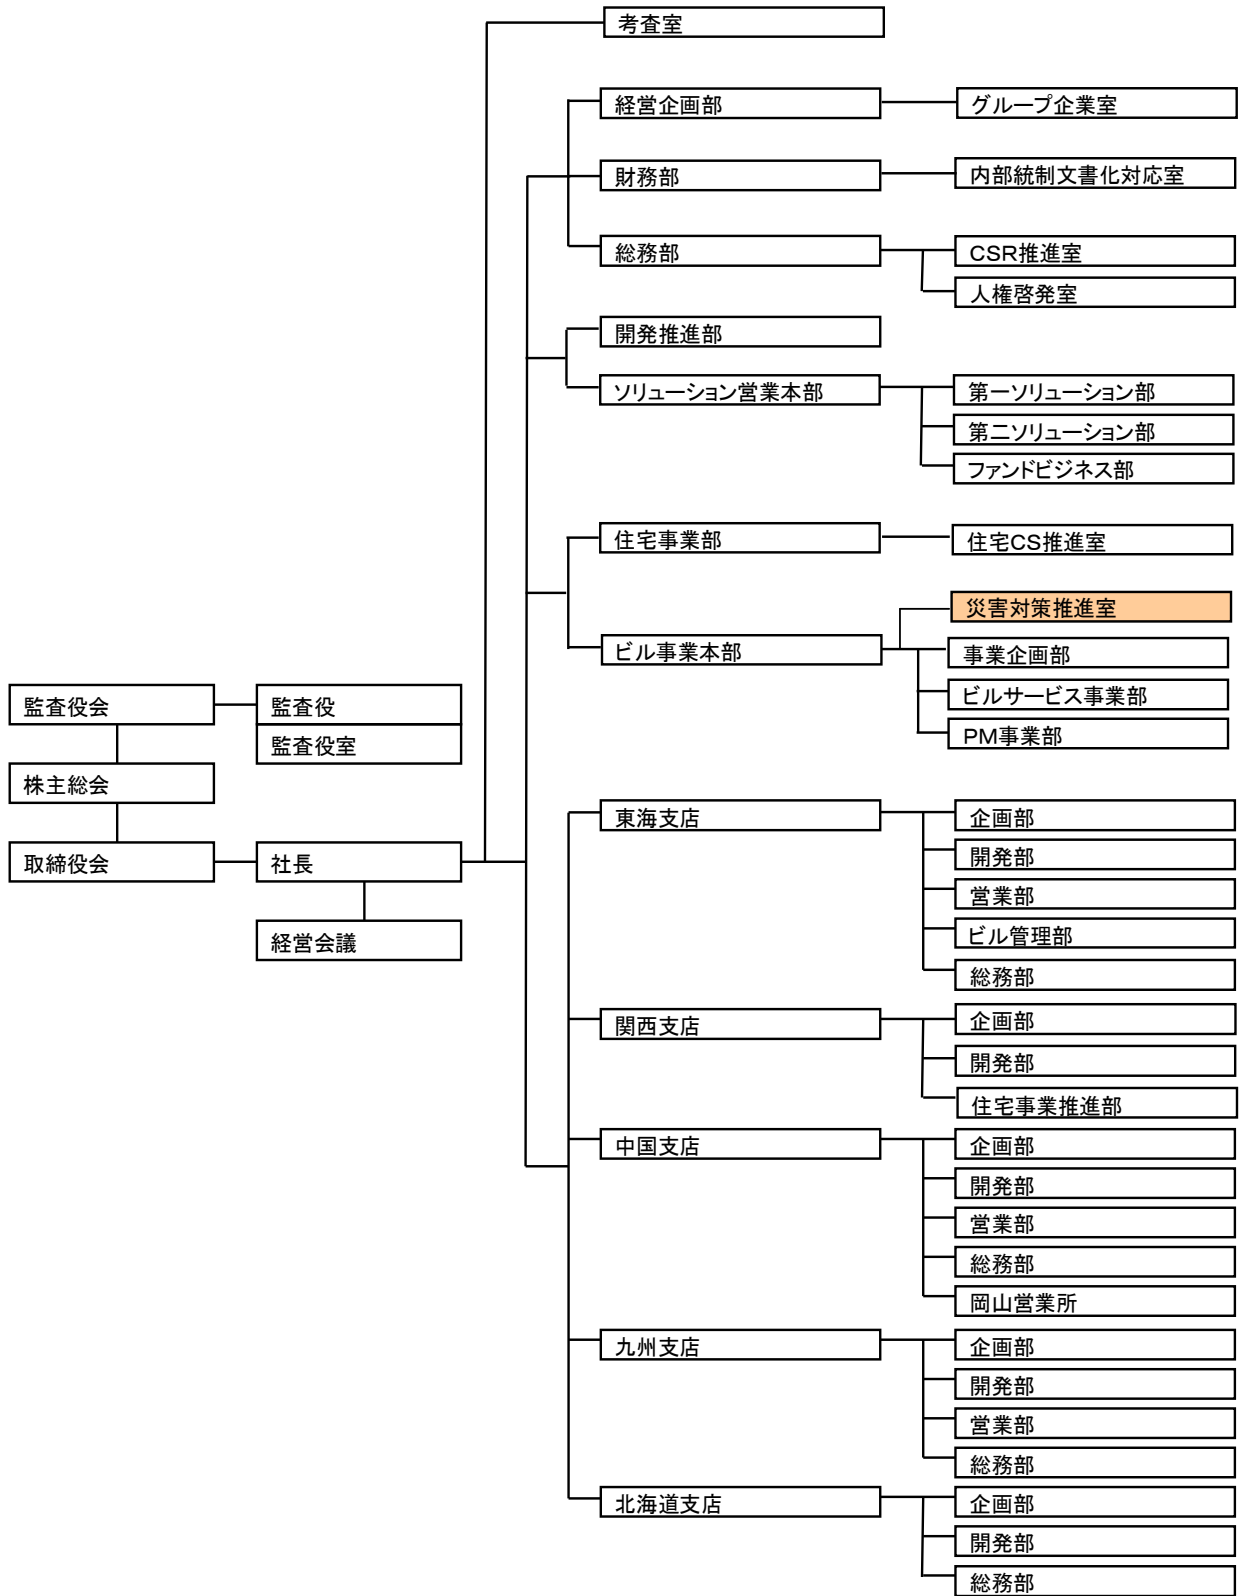 考査室
経営企画部
グループ企業室
財務部
内部統制文書化対応室
総務部
CSR推進室
人権啓発室
開発推進部
ソリューション営業本部
第一ソリューション部
第二ソリューション部
ファンドビジネス部
住宅事業部
住宅CS推進室
災害対策推進室
ビル事業本部
事業企画部
ビルサービス事業部
PM事業部
監査役会
監査役
監査役室
株主総会
取締役会
社長
経営会議
東海支店
企画部
開発部
営業部
ビル管理部
総務部
関西支店
企画部
開発部
住宅事業推進部
中国支店
企画部
開発部
営業部
総務部
岡山営業所
九州支店
企画部
開発部
営業部
総務部
北海道支店
企画部
開発部
総務部